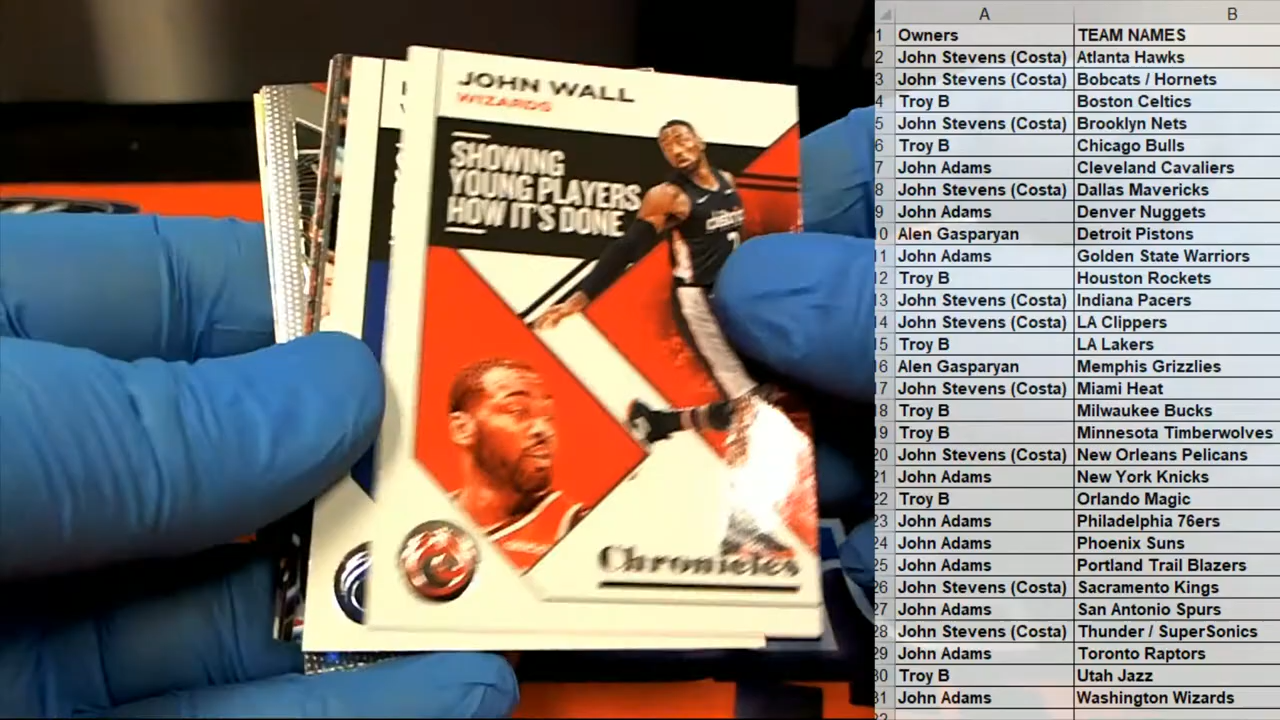 JOHN WALL
WIZARDS
SHOWING
YOUNG PLAYERS
HOW IT'S DONE
Chronicles
A B
1 Owners TEAM NAMES
2 John Stevens (Costa) Atlanta Hawks
3 John Stevens (Costa) Bobcats / Hornets
4 Troy B Boston Celtics
5 John Stevens (Costa) Brooklyn Nets
6 Troy B Chicago Bulls
7 John Adams Cleveland Cavaliers
8 John Stevens (Costa) Dallas Mavericks
9 John Adams Denver Nuggets
10 Alen Gasparyan Detroit Pistons
11 John Adams Golden State Warriors
12 Troy B Houston Rockets
13 John Stevens (Costa) Indiana Pacers
14 John Stevens (Costa) LA Clippers
15 Troy B LA Lakers
16 Alen Gasparyan Memphis Grizzlies
17 John Stevens (Costa) Miami Heat
18 Troy B Milwaukee Bucks
19 Troy B Minnesota Timberwolves
20 John Stevens (Costa) New Orleans Pelicans
21 John Adams New York Knicks
22 Troy B Orlando Magic
23 John Adams Philadelphia 76ers
24 John Adams Phoenix Suns
25 John Adams Portland Trail Blazers
26 John Stevens (Costa) Sacramento Kings
27 John Adams San Antonio Spurs
28 John Stevens (Costa) Thunder / SuperSonics
29 John Adams Toronto Raptors
30 Troy B Utah Jazz
31 John Adams Washington Wizards